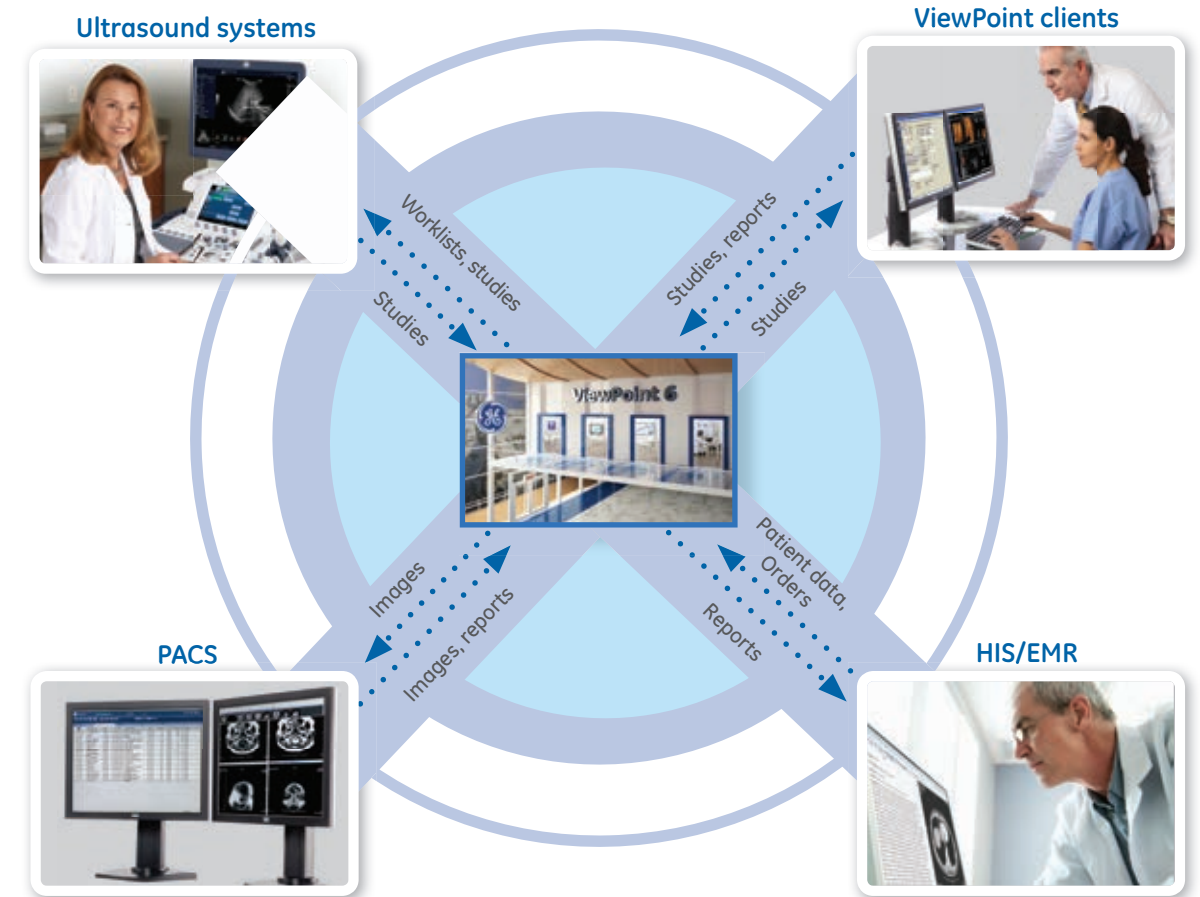 Ultrasound systems
ViewPoint clients
Worklists, studies
Studies
Studies, reports
Studies
ViewPoint 6
Images
Images, reports
Patient data,
Orders
Reports
PACS
HIS/EMR